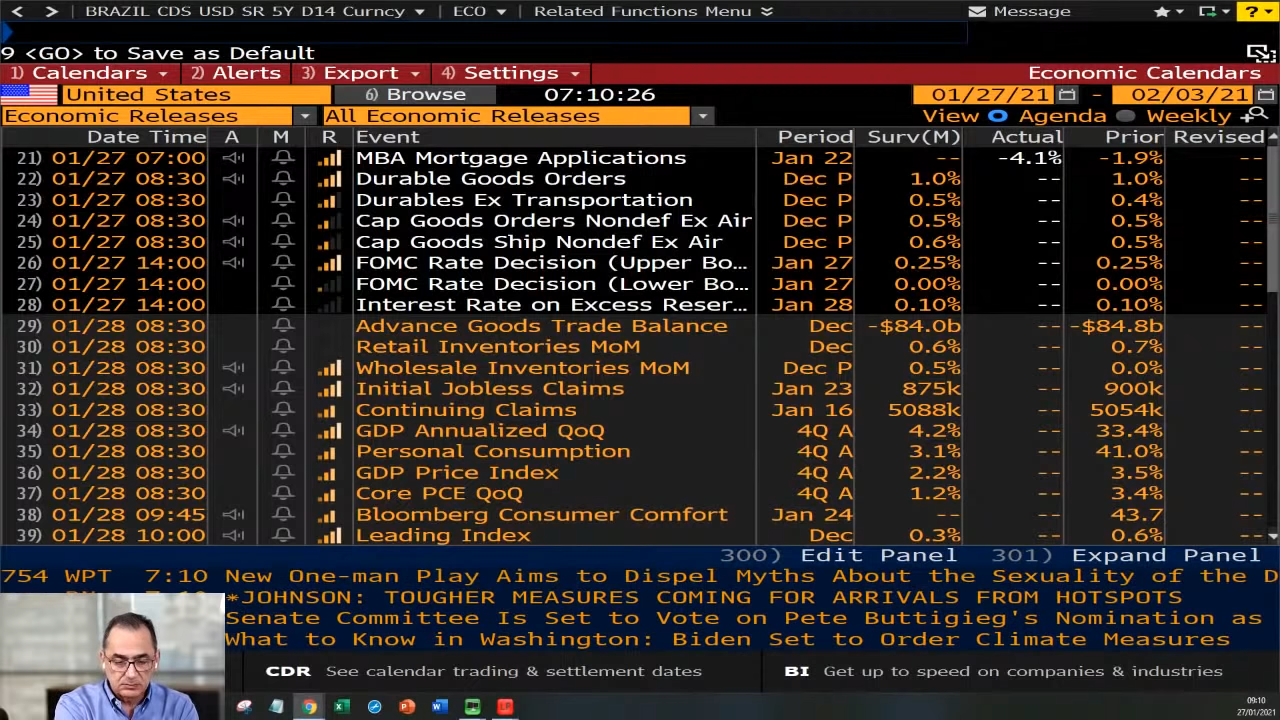 BRAZIL CDS USD SR 5Y D14 Curncy ECO Related Functions Menu Message ?
9 <GO> to Save as Default
1) Calendars 2) Alerts 3) Export 4) Settings Economic Calendars
United States 6) Browse 07:10:26 01/27/21 - 02/03/21
Economic Releases All Economic Releases View Agenda Weekly
Date Time A M R Event Period Surv(M) Actual Prior Revised
21) 01/27 07:00 MBA Mortgage Applications Jan 22 -- -4.1% -1.9% --
22) 01/27 08:30 Durable Goods Orders Dec P 1.0% -- 1.0% --
23) 01/27 08:30 Durables Ex Transportation Dec P 0.5% -- 0.4% --
24) 01/27 08:30 Cap Goods Orders Nondef Ex Air Dec P 0.5% -- 0.5% --
25) 01/27 08:30 Cap Goods Ship Nondef Ex Air Dec P 0.6% -- 0.5% --
26) 01/27 14:00 FOMC Rate Decision (Upper Bo... Jan 27 0.25% -- 0.25% --
27) 01/27 14:00 FOMC Rate Decision (Lower Bo... Jan 27 0.00% -- 0.00% --
28) 01/27 14:00 Interest Rate on Excess Reser... Jan 28 0.10% -- 0.10% --
29) 01/28 08:30 Advance Goods Trade Balance Dec -$84.0b -- -$84.8b --
30) 01/28 08:30 Retail Inventories MoM Dec 0.6% -- 0.7% --
31) 01/28 08:30 Wholesale Inventories MoM Dec P 0.5% -- 0.0% --
32) 01/28 08:30 Initial Jobless Claims Jan 23 875k -- 900k --
33) 01/28 08:30 Continuing Claims Jan 16 5088k -- 5054k --
34) 01/28 08:30 GDP Annualized QoQ 4Q A 4.2% -- 33.4% --
35) 01/28 08:30 Personal Consumption 4Q A 3.1% -- 41.0% --
36) 01/28 08:30 GDP Price Index 4Q A 2.2% -- 3.5% --
37) 01/28 08:30 Core PCE QoQ 4Q A 1.2% -- 3.4% --
38) 01/28 09:45 Bloomberg Consumer Comfort Jan 24 -- -- 43.7 --
39) 01/28 10:00 Leading Index Dec 0.3% -- 0.6% --
300) Edit Panel 301) Expand Panel
754 WPT 7:10 New One-man Play Aims to Dispel Myths About the Sexuality of the D
*JOHNSON: TOUGHER MEASURES COMING FOR ARRIVALS FROM HOTSPOTS
Senate Committee Is Set to Vote on Pete Buttigieg's Nomination as
What to Know in Washington: Biden Set to Order Climate Measures
CDR See calendar trading & settlement dates BI Get up to speed on companies & industries
09:10
27/01/2021